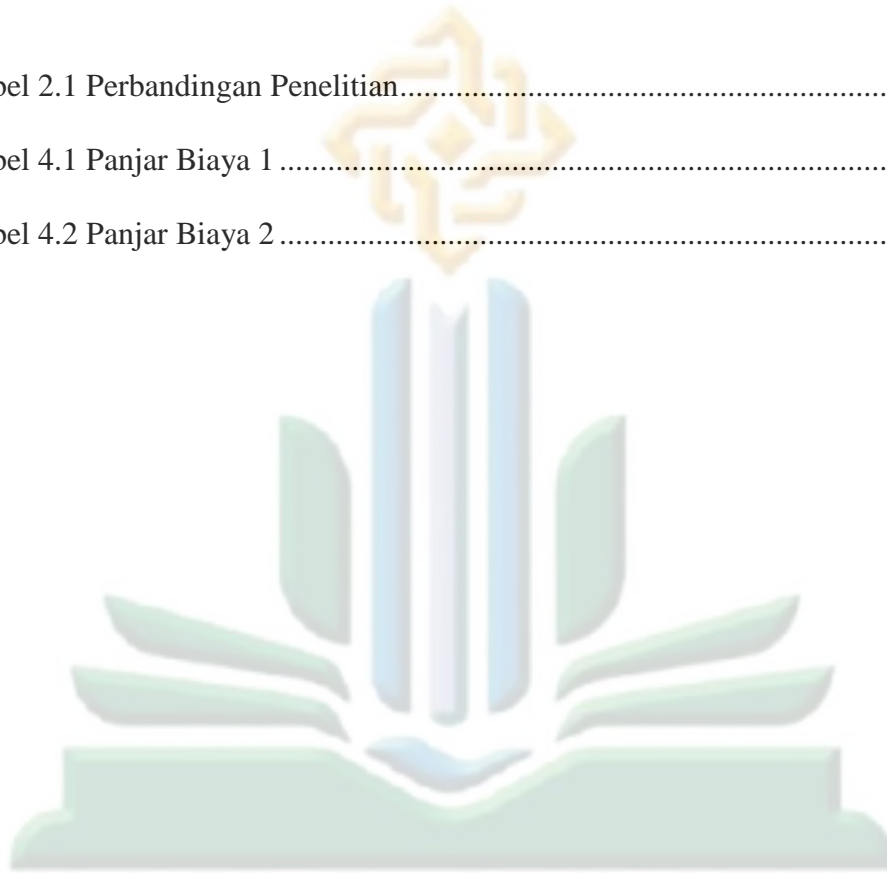 bel 2.1 Perbandingan Penelitian............................................................
bel 4.1 Panjar Biaya 1 ............................................................................
bel 4.2 Panjar Biaya 2 ............................................................................